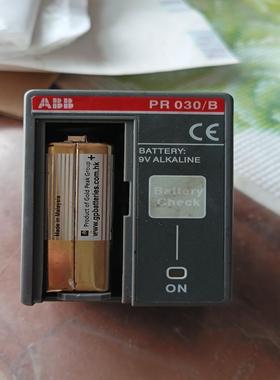 ABB
PR 030/B
CE
BATTERY:
9V ALKALINE
Battery
Check
ON
Made in Malaysia
Product of Gold Peak Group
www.gpbatteries.com.hk
+